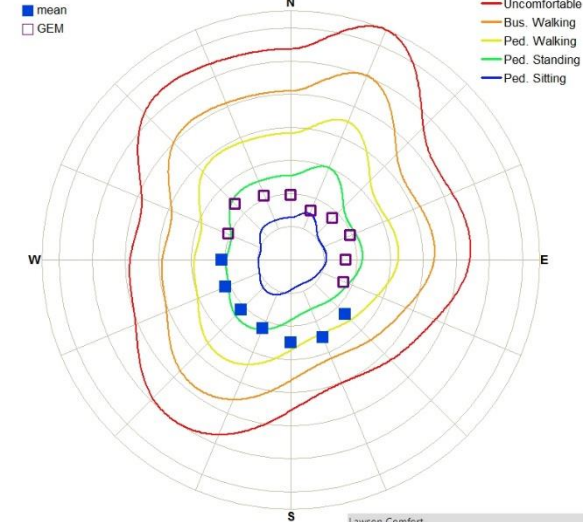 mean
GEM
N
Uncomfortable
Bus. Walking
Ped. Walking
Ped. Standing
Ped. Sitting
W
E
S
Lawson Comfort